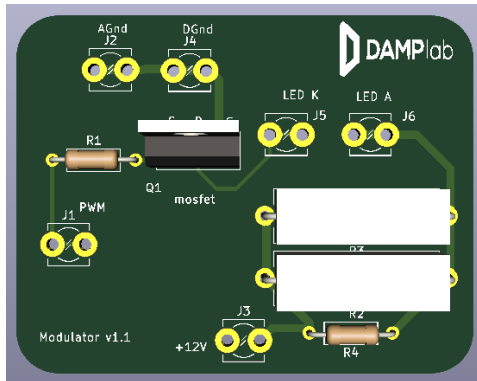 AGnd
J2
DGnd
J4
DAMPlab
LED K
LED A
J5
J6
R1
Q1
mosfet
J1
PWM
R3
J3
R2
+12V
R4
Modulator v1.1